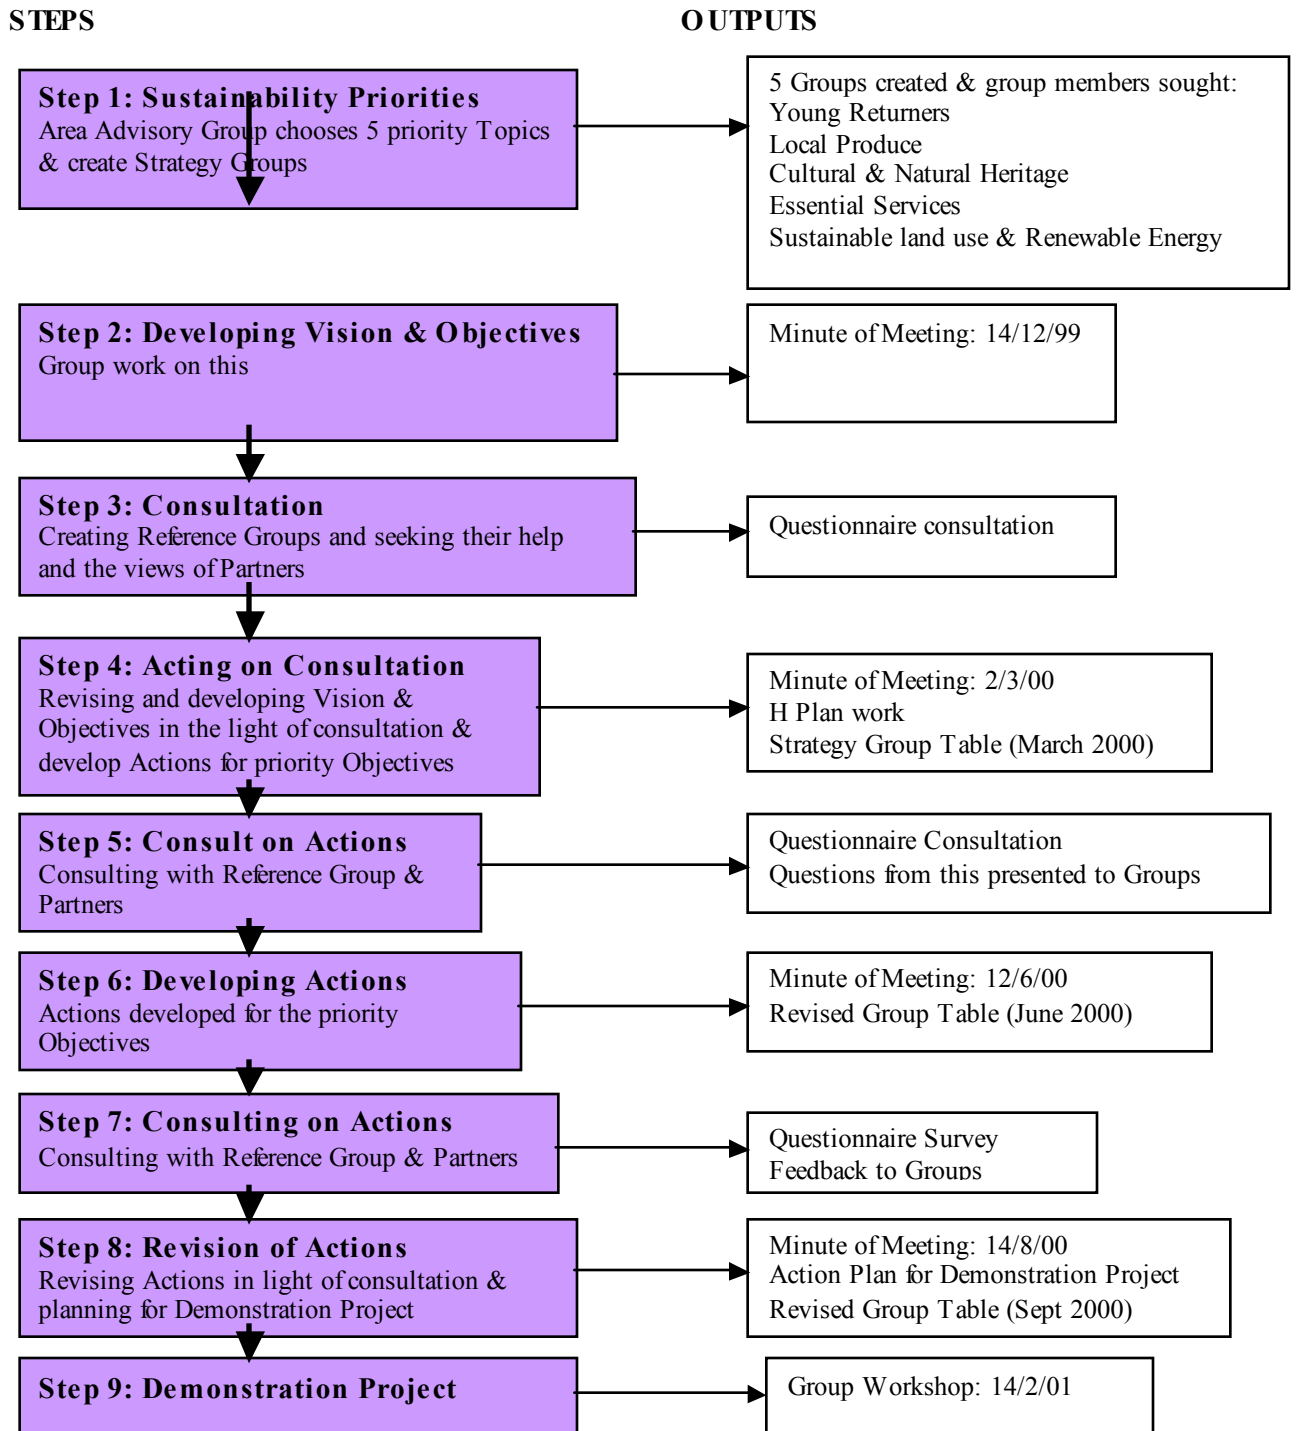 STEPS
OUTPUTS
Step 1: Sustainability Priorities
Area Advisory Group chooses 5 priority Topics
& create Strategy Groups
5 Groups created & group members sought:
Young Returners
Local Produce
Cultural & Natural Heritage
Essential Services
Sustainable land use & Renewable Energy
Step 2: Developing Vision & Objectives
Group work on this
Minute of Meeting: 14/12/99
Step 3: Consultation
Creating Reference Groups and seeking their help
and the views of Partners
Questionnaire consultation
Step 4: Acting on Consultation
Revising and developing Vision &
Objectives in the light of consultation &
develop Actions for priority Objectives
Minute of Meeting: 2/3/00
H Plan work
Strategy Group Table (March 2000)
Step 5: Consult on Actions
Consulting with Reference Group &
Partners
Questionnaire Consultation
Questions from this presented to Groups
Step 6: Developing Actions
Actions developed for the priority
Objectives
Minute of Meeting: 12/6/00
Revised Group Table (June 2000)
Step 7: Consulting on Actions
Consulting with Reference Group & Partners
Questionnaire Survey
Feedback to Groups
Step 8: Revision of Actions
Revising Actions in light of consultation &
planning for Demonstration Project
Minute of Meeting: 14/8/00
Action Plan for Demonstration Project
Revised Group Table (Sept 2000)
Step 9: Demonstration Project
Group Workshop: 14/2/01